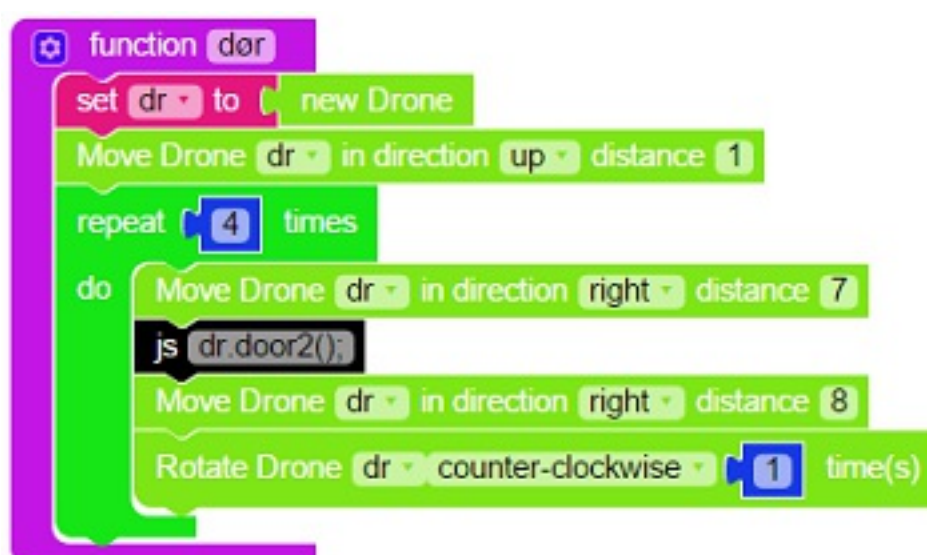 function dør
set dr to new Drone
Move Drone dr in direction up distance 1
repeat 4 times
do Move Drone dr in direction right distance 7
js dr.door2();
Move Drone dr in direction right distance 8
Rotate Drone dr counter-clockwise 1 time(s)